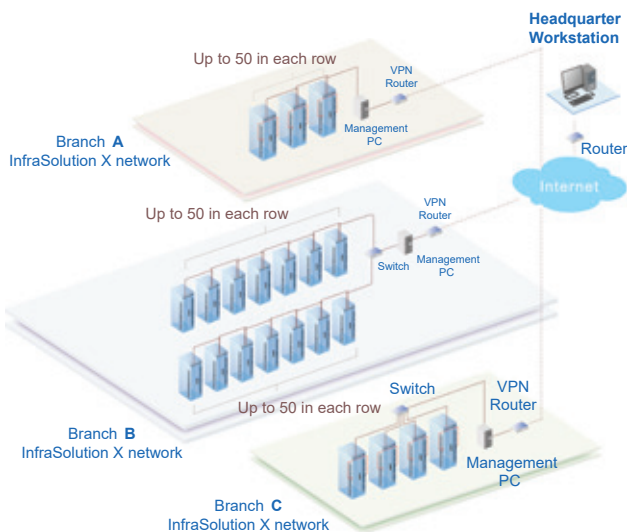 Headquarter
Workstation
Up to 50 in each row
VPN
Router
Management
PC
Branch A
InfraSolution X network
Router
Internet
Up to 50 in each row
VPN
Router
Switch
Management
PC
Up to 50 in each row
Branch B
InfraSolution X network
Switch
VPN
Router
Management
PC
Branch C
InfraSolution X network